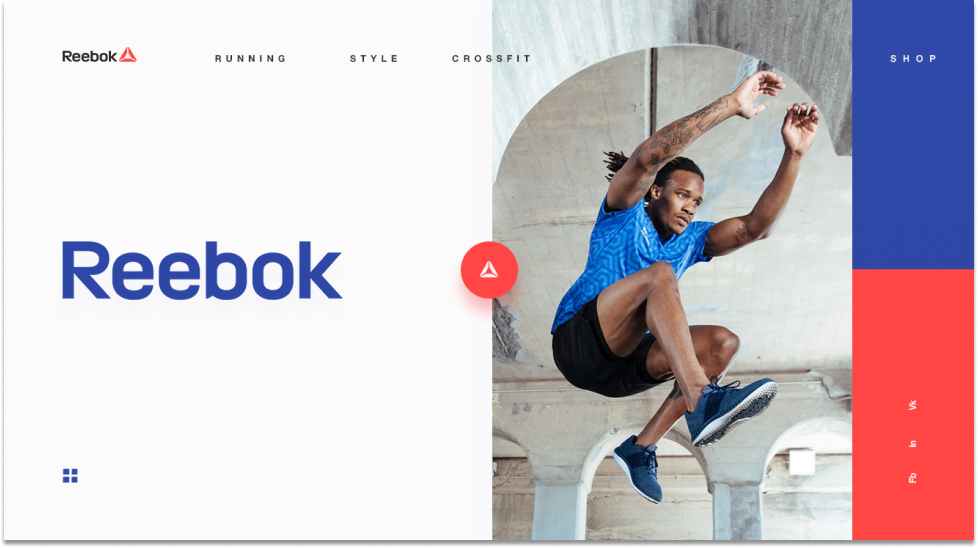 Reebok
RUNNING STYLE CROSSFIT SHOP
Reebok
Vk
In
Fb